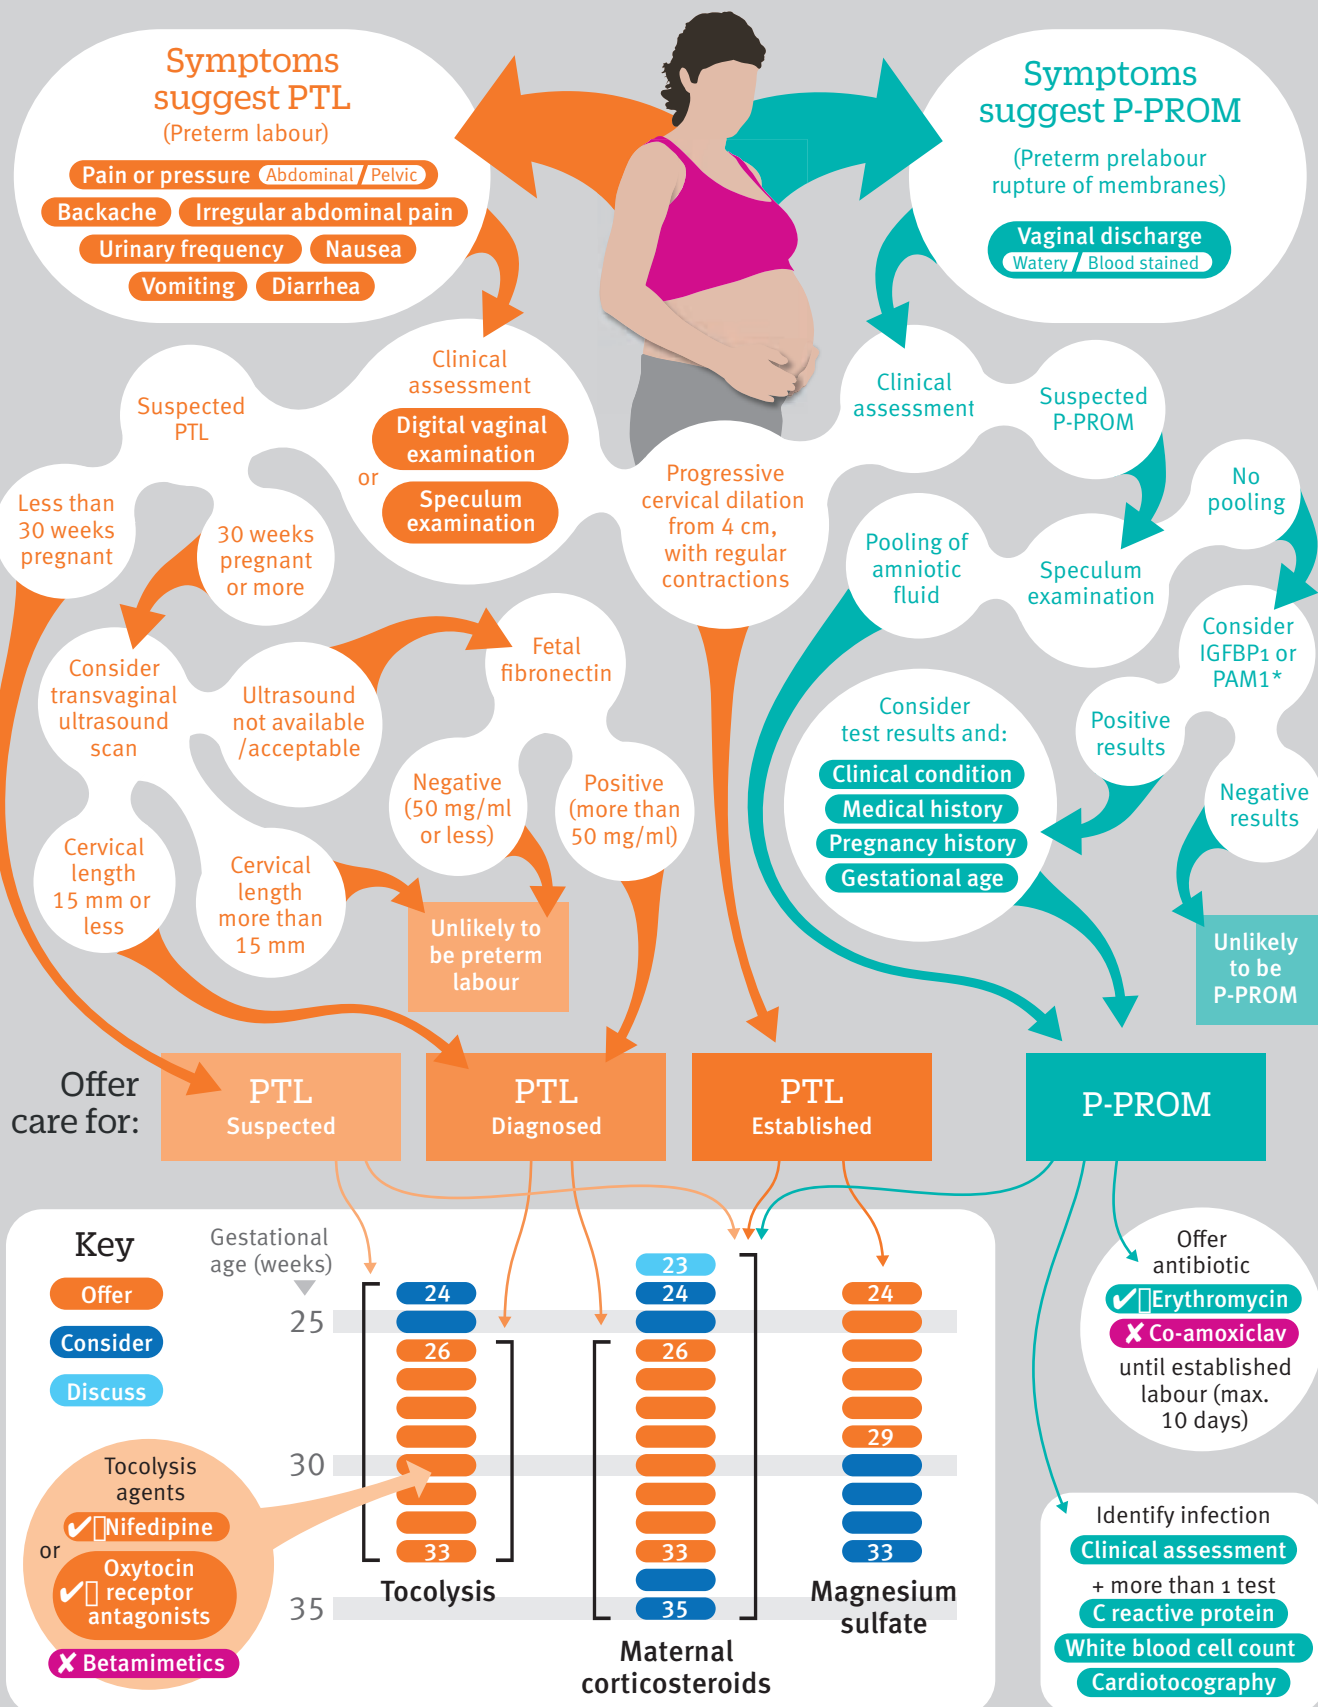 Symptoms
suggest PTL
(Preterm labour)
Pain or pressure Abdominal / Pelvic
Backache Irregular abdominal pain
Urinary frequency Nausea
Vomiting Diarrhea
Symptoms
suggest P-PROM
(Preterm prelabour
rupture of membranes)
Vaginal discharge
Watery / Blood stained
Clinical
assessment
Digital vaginal
examination
or
Speculum
examination
Suspected
PTL
Less than
30 weeks
pregnant
30 weeks
pregnant
or more
Progressive
cervical dilation
from 4 cm,
with regular
contractions
Clinical
assessment
Suspected
P-PROM
No
pooling
Pooling of
amniotic
fluid
Speculum
examination
Consider
IGFBP1 or
PAM1*
Consider
transvaginal
ultrasound
scan
Ultrasound
not available
/acceptable
Fetal
fibronectin
Negative
(50 mg/ml
or less)
Positive
(more than
50 mg/ml)
Cervical
length
15 mm or
less
Cervical
length
more than
15 mm
Unlikely to
be preterm
labour
Consider
test results and:
Clinical condition
Medical history
Pregnancy history
Gestational age
Positive
results
Negative
results
Unlikely
to be
P-PROM
Offer
care for:
PTL
Suspected
PTL
Diagnosed
PTL
Established
P-PROM
Key
Offer
Consider
Discuss
Gestational
age (weeks)
25
30
35
24
26
33
Tocolysis
23
24
26
33
35
Maternal
corticosteroids
24
29
33
Magnesium
sulfate
Tocolysis
agents
✔ Nifedipine
or
✔ Oxytocin
receptor
antagonists
✘ Betamimetics
Offer
antibiotic
✔ Erythromycin
✘ Co-amoxiclav
until established
labour (max.
10 days)
Identify infection
Clinical assessment
+ more than 1 test
C reactive protein
White blood cell count
Cardiotocography